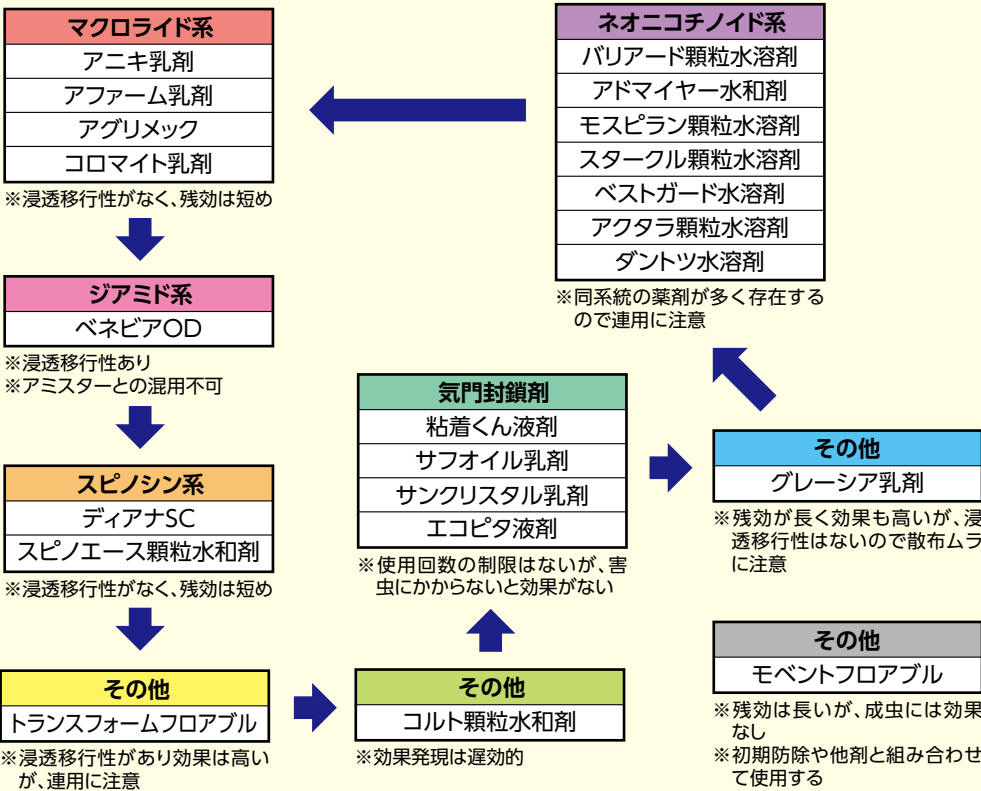 マクロライド系
アニキ乳剤
アファーム乳剤
アグリメック
コロマイト乳剤
※浸透移行性がなく、残効は短め
ジアミド系
ベネビアOD
※浸透移行性あり
※アミスターとの混用不可
スピノシン系
ディアナSC
スピノエース顆粒水和剤
※浸透移行性がなく、残効は短め
その他
トランスフォームフロアブル
※浸透移行性があり効果は高い
が、連用に注意
その他
コルト顆粒水和剤
※効果発現は遅効的
気門封鎖剤
粘着くん液剤
サフオイル乳剤
サンクリスタル乳剤
エコピタ液剤
※使用回数の制限はないが、害
虫にかからないと効果がない
その他
グレーシア乳剤
※残効が長く効果も高いが、浸
透移行性はないので散布ムラ
に注意
ネオニコチノイド系
バリアード顆粒水溶剤
アドマイヤー水和剤
モスピラン顆粒水溶剤
スタークル顆粒水溶剤
ベストガード水溶剤
アクタラ顆粒水溶剤
ダントツ水溶剤
※同系統の薬剤が多く存在する
ので連用に注意
その他
モベントフロアブル
※残効は長いが、成虫には効果
なし
※初期防除や他剤と組み合わせ
て使用する